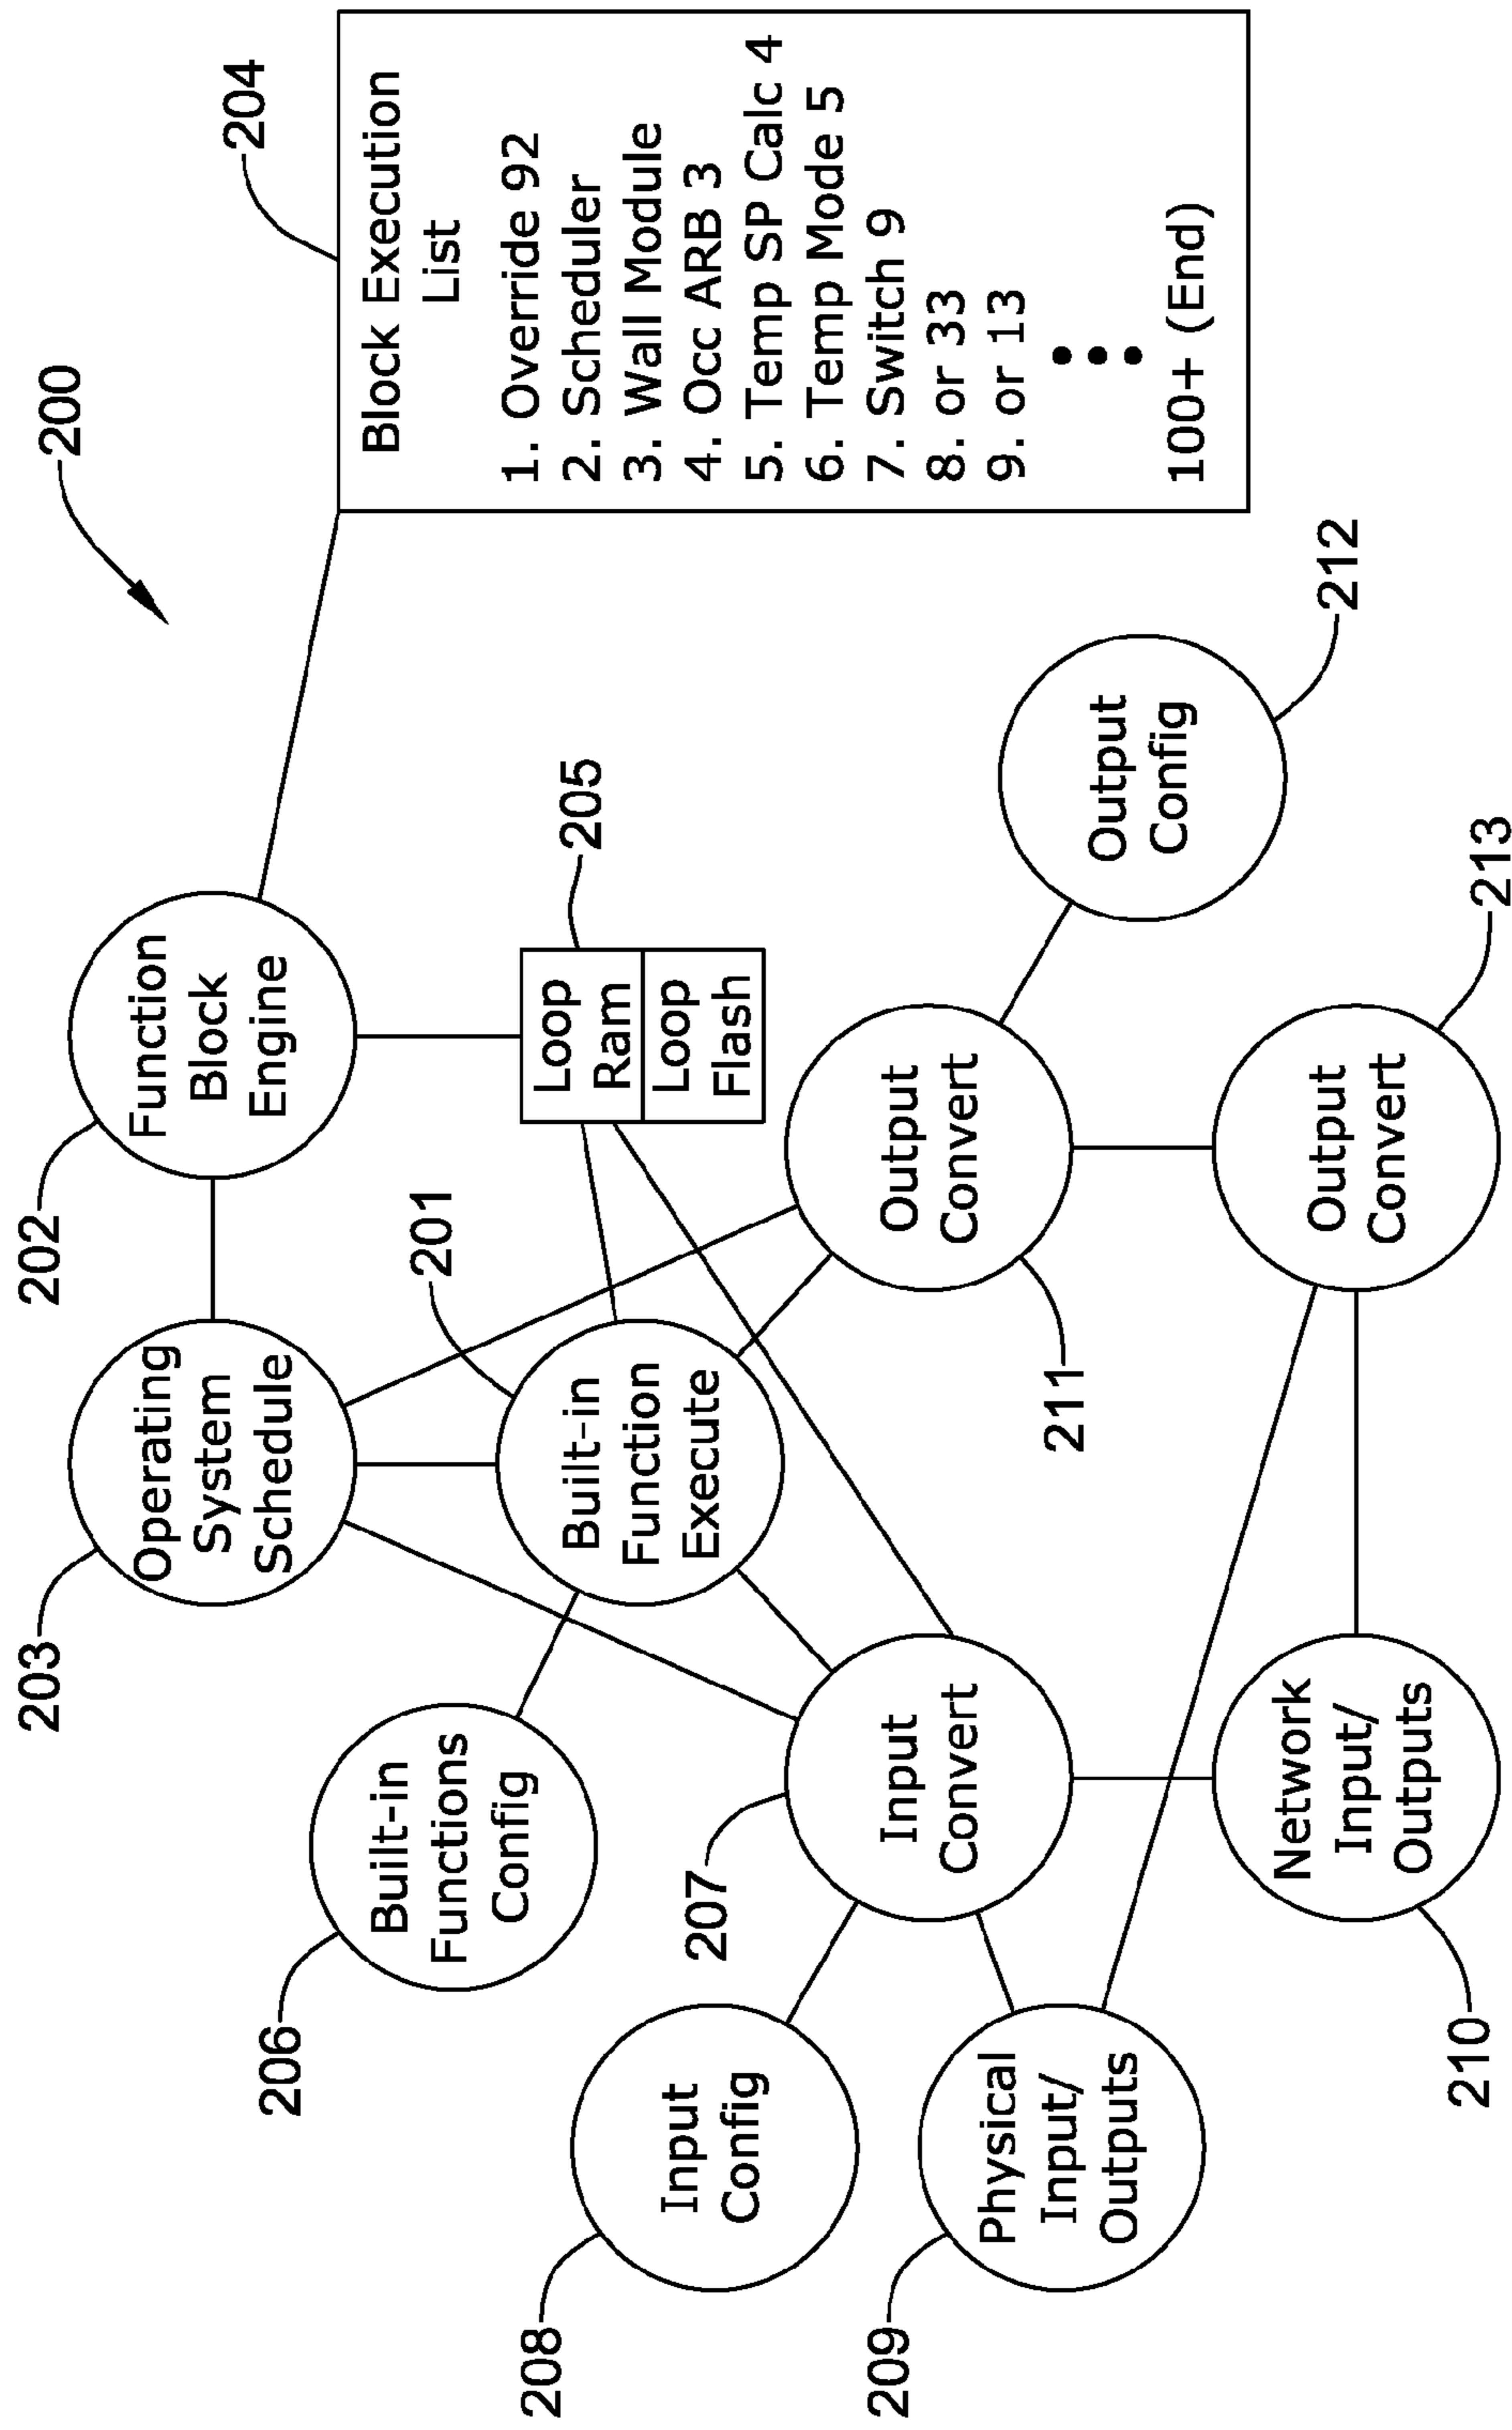 200
204
Block Execution
List
1. Override 92
2. Scheduler
3. Wall Module
4. Occ ARB 3
5. Temp SP Calc 4
6. Temp Mode 5
7. Switch 9
8. or 33
9. or 13
100+ (End)
203
Operating
System
Schedule
202
Function
Block
Engine
206
Built-in
Functions
Config
201
Built-in
Function
Execute
205
Loop
Ram
Loop
Flash
208
Input
Config
207
Input
Convert
211
Output
Convert
212
Output
Config
209
Physical
Input/
Outputs
210
Network
Input/
Outputs
213
Output
Convert